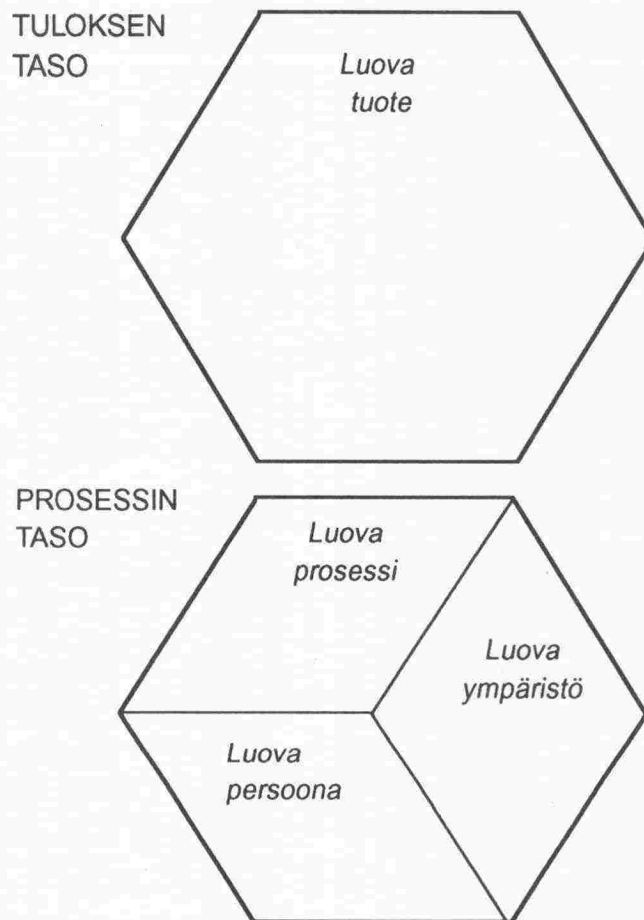 TULOKSEN
TASO
Luova
tuote
PROSESSIN
TASO
Luova
prosessi
Luova
ympäristö
Luova
persoona